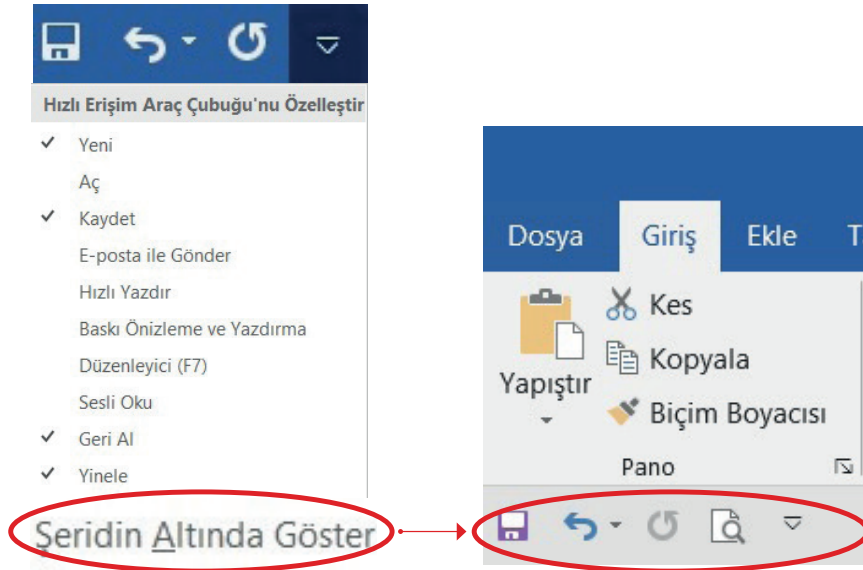 Hızlı Erişim Araç Çubuğu'nu Özelleştir
Yeni
Aç
Kaydet
E-posta ile Gönder
Hızlı Yazdır
Baskı Önizleme ve Yazdırma
Düzenleyici (F7)
Sesli Oku
Geri Al
Yinele
Şeridin Altında Göster
Dosya Giriş Ekle T
Kes
Kopyala
Yapıştır
Biçim Boyacısı
Pano